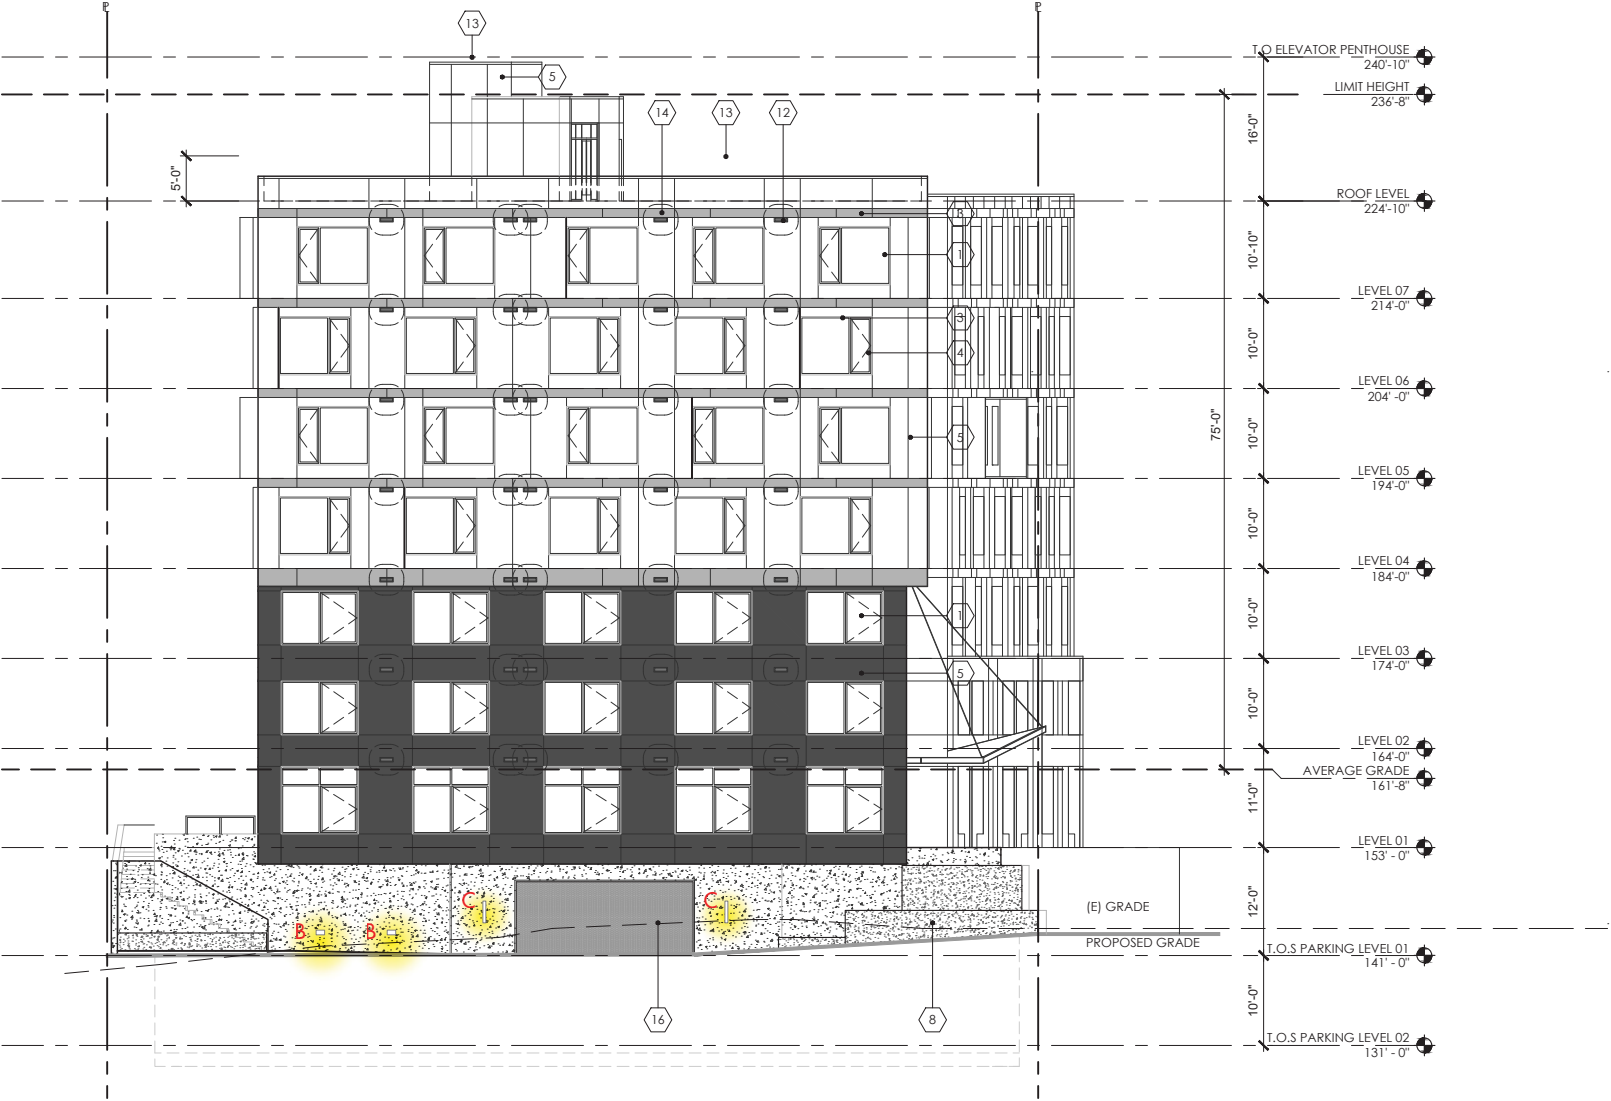 PL
PL
13
T.O ELEVATOR PENTHOUSE
240'-10"
5
LIMIT HEIGHT
236'-8"
14
13
12
16'-0"
5'-0"
ROOF LEVEL
224'-10"
3
10'-10"
1
LEVEL 07
214'-0"
3
10'-0"
4
LEVEL 06
204' -0"
75'-0"
10'-0"
5
LEVEL 05
194'-0"
10'-0"
LEVEL 04
184'-0"
10'-0"
1
LEVEL 03
174'-0"
5
10'-0"
LEVEL 02
164'-0"
AVERAGE GRADE
161'-8"
11'-0"
LEVEL 01
153' - 0"
C
C
12'-0"
(E) GRADE
B
B
PROPOSED GRADE
T.O.S PARKING LEVEL 01
141' - 0"
10'-0"
16
8
T.O.S PARKING LEVEL 02
131' - 0"